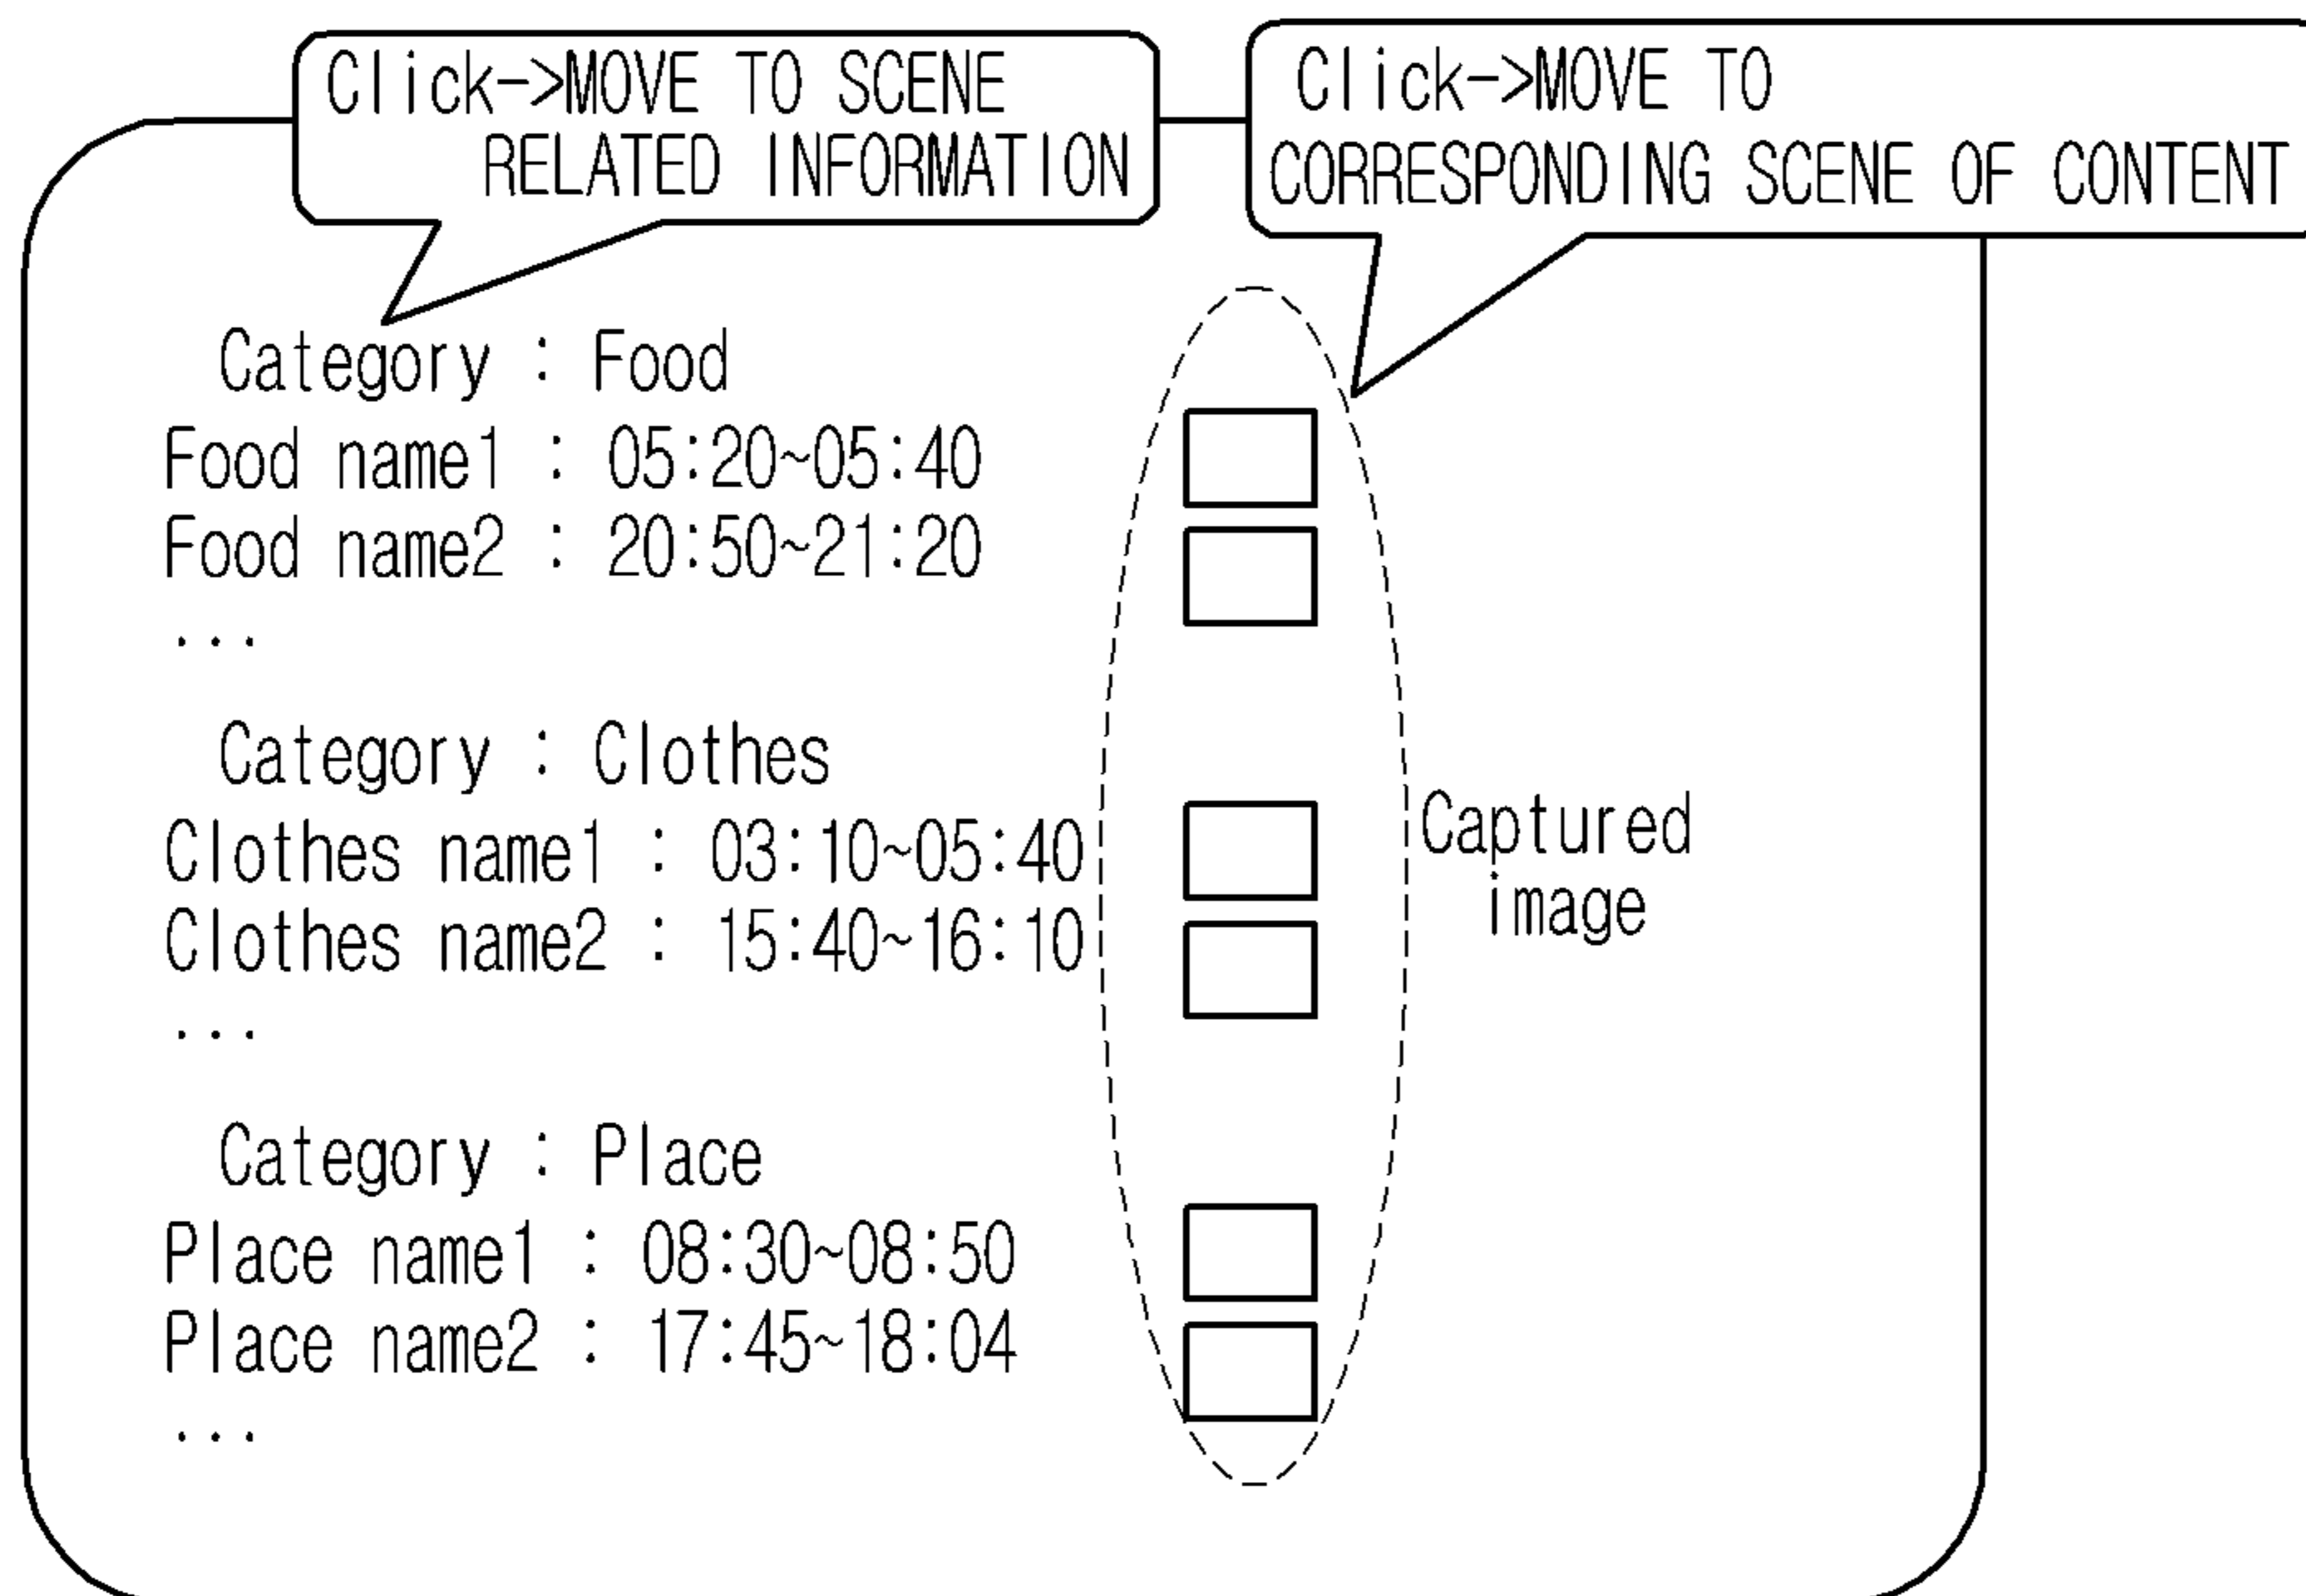 Click->MOVE TO SCENE
RELATED INFORMATION
Click->MOVE TO
CORRESPONDING SCENE OF CONTENT
Category : Food
Food name1 : 05:20~05:40
Food name2 : 20:50~21:20
...
Category : Clothes
Clothes name1 : 03:10~05:40
Clothes name2 : 15:40~16:10
...
Captured
image
Category : Place
Place name1 : 08:30~08:50
Place name2 : 17:45~18:04
...